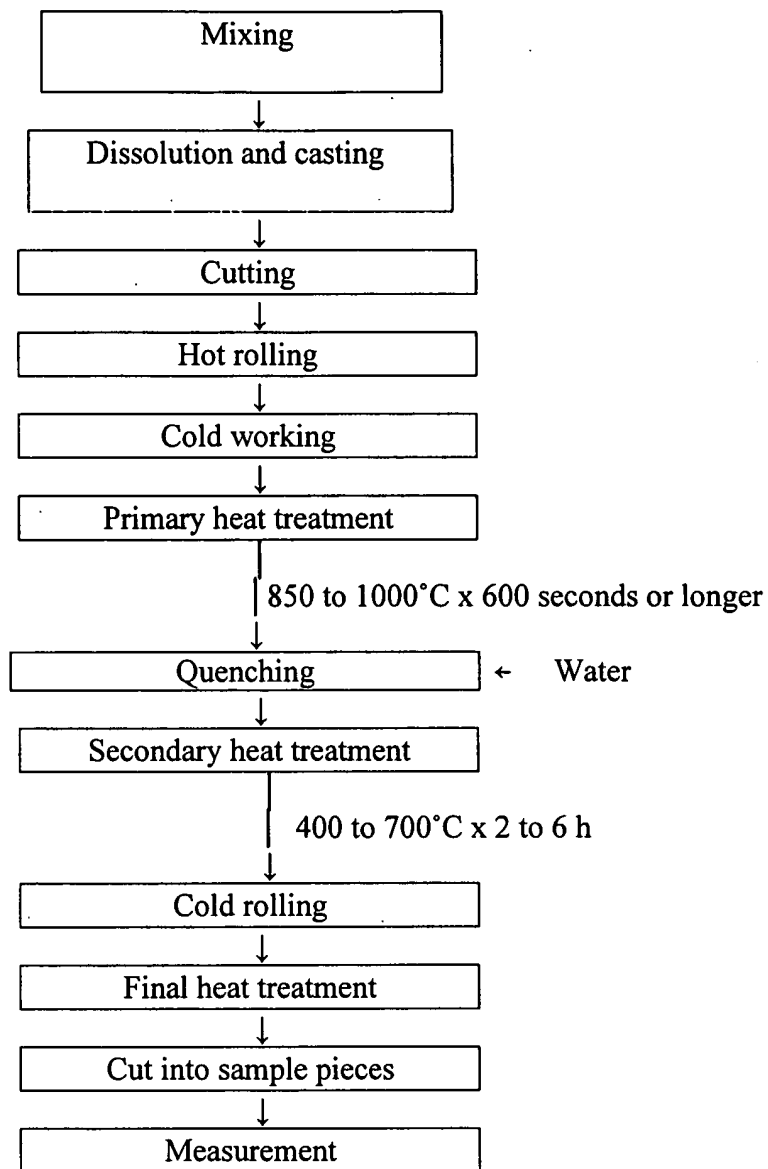 Mixing
↓
Dissolution and casting
↓
Cutting
↓
Hot rolling
↓
Cold working
↓
Primary heat treatment
850 to 1000°C x 600 seconds or longer
↓
Quenching ← Water
↓
Secondary heat treatment
400 to 700°C x 2 to 6 h
↓
Cold rolling
↓
Final heat treatment
↓
Cut into sample pieces
↓
Measurement